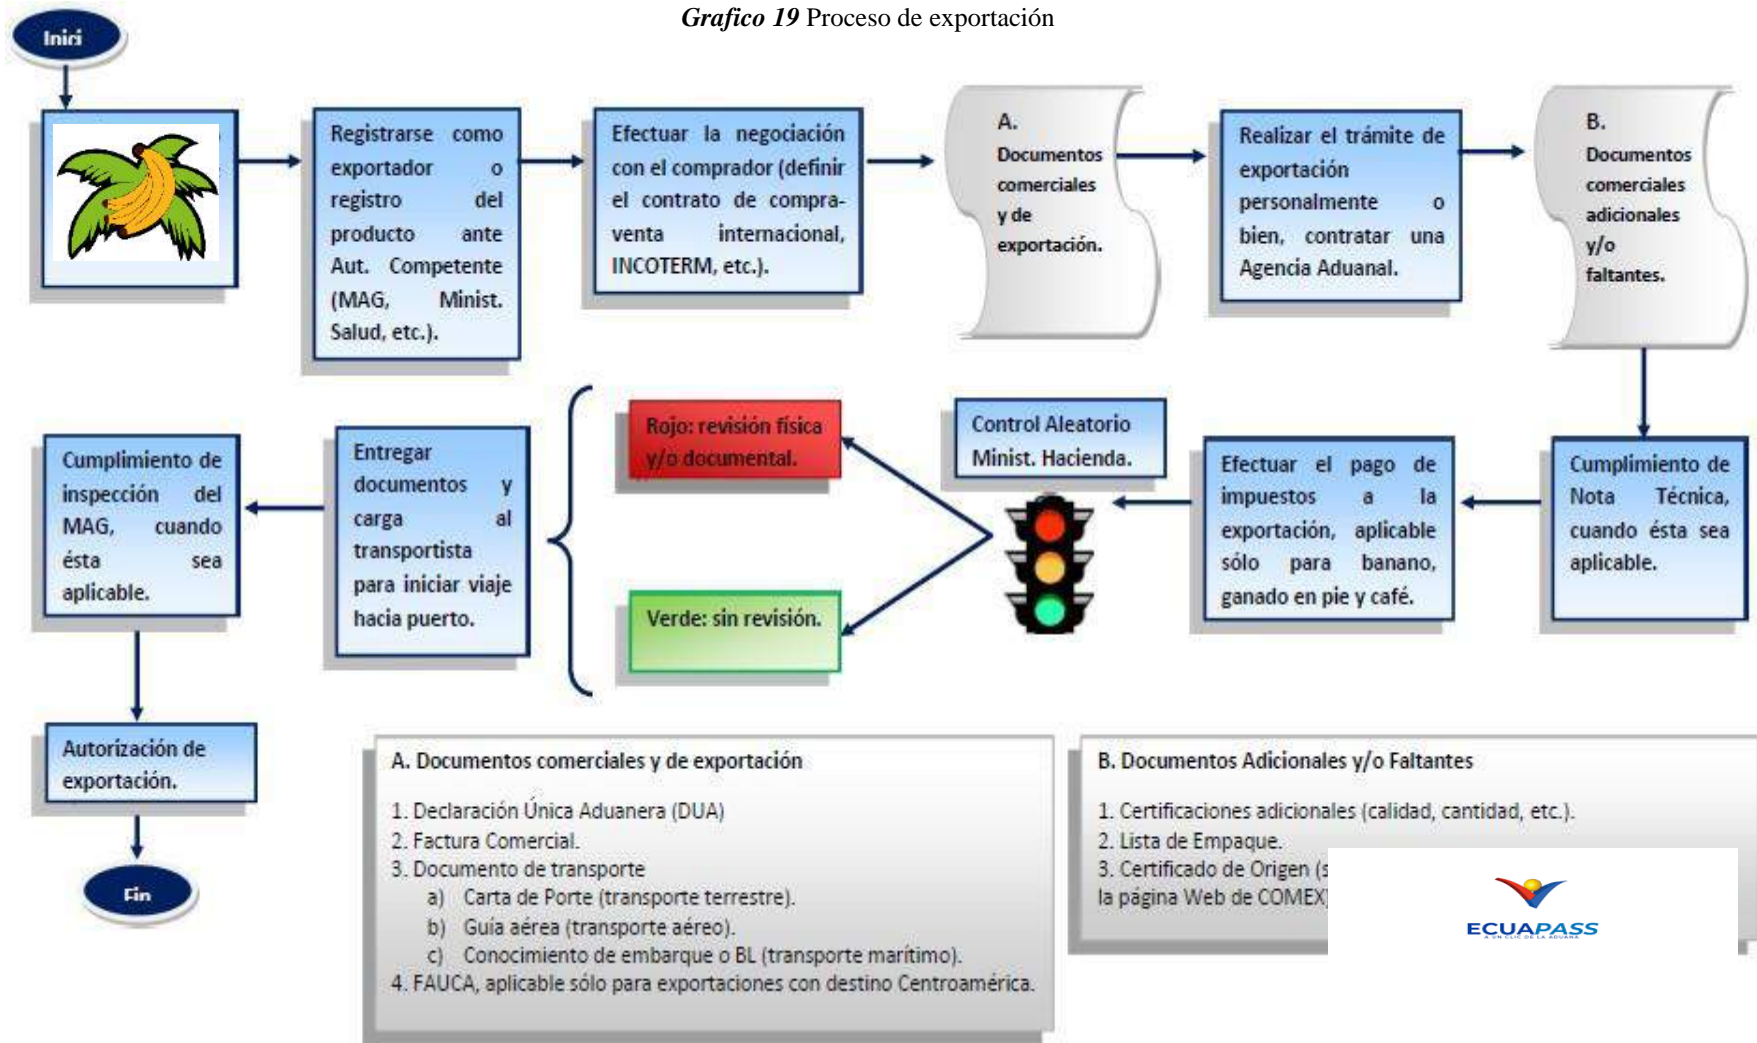 Grafico 19 Proceso de exportación
Inici
Registrarse como
exportador o
registro del
producto ante
Aut. Competente
(MAG, Minist.
Salud, etc.).
Efectuar la negociación
con el comprador (definir
el contrato de compra-
venta internacional,
INCOTERM, etc.).
A.
Documentos
comerciales
y de
exportación.
Realizar el trámite de
exportación
personalmente o
bien, contratar una
Agencia Aduanal.
B.
Documentos
comerciales
adicionales
y/o
faltantes.
Cumplimiento de
Nota Técnica,
cuando ésta sea
aplicable.
Efectuar el pago de
impuestos a la
exportación, aplicable
sólo para banano,
ganado en pie y café.
Control Aleatorio
Minist. Hacienda.
Rojo: revisión física
y/o documental.
Verde: sin revisión.
Entregar
documentos y
carga al
transportista
para iniciar viaje
hacia puerto.
Cumplimiento de
inspección del
MAG, cuando
ésta sea
aplicable.
Autorización de
exportación.
Fin
A. Documentos comerciales y de exportación
1. Declaración Única Aduanera (DUA)
2. Factura Comercial.
3. Documento de transporte
a) Carta de Porte (transporte terrestre).
b) Guía aérea (transporte aéreo).
c) Conocimiento de embarque o BL (transporte marítimo).
4. FAUCA, aplicable sólo para exportaciones con destino Centroamérica.
B. Documentos Adicionales y/o Faltantes
1. Certificaciones adicionales (calidad, cantidad, etc.).
2. Lista de Empaque.
3. Certificado de Origen (s
la página Web de COMEX)
ECUAPASS
A UN CLIC DE LA ADUANA